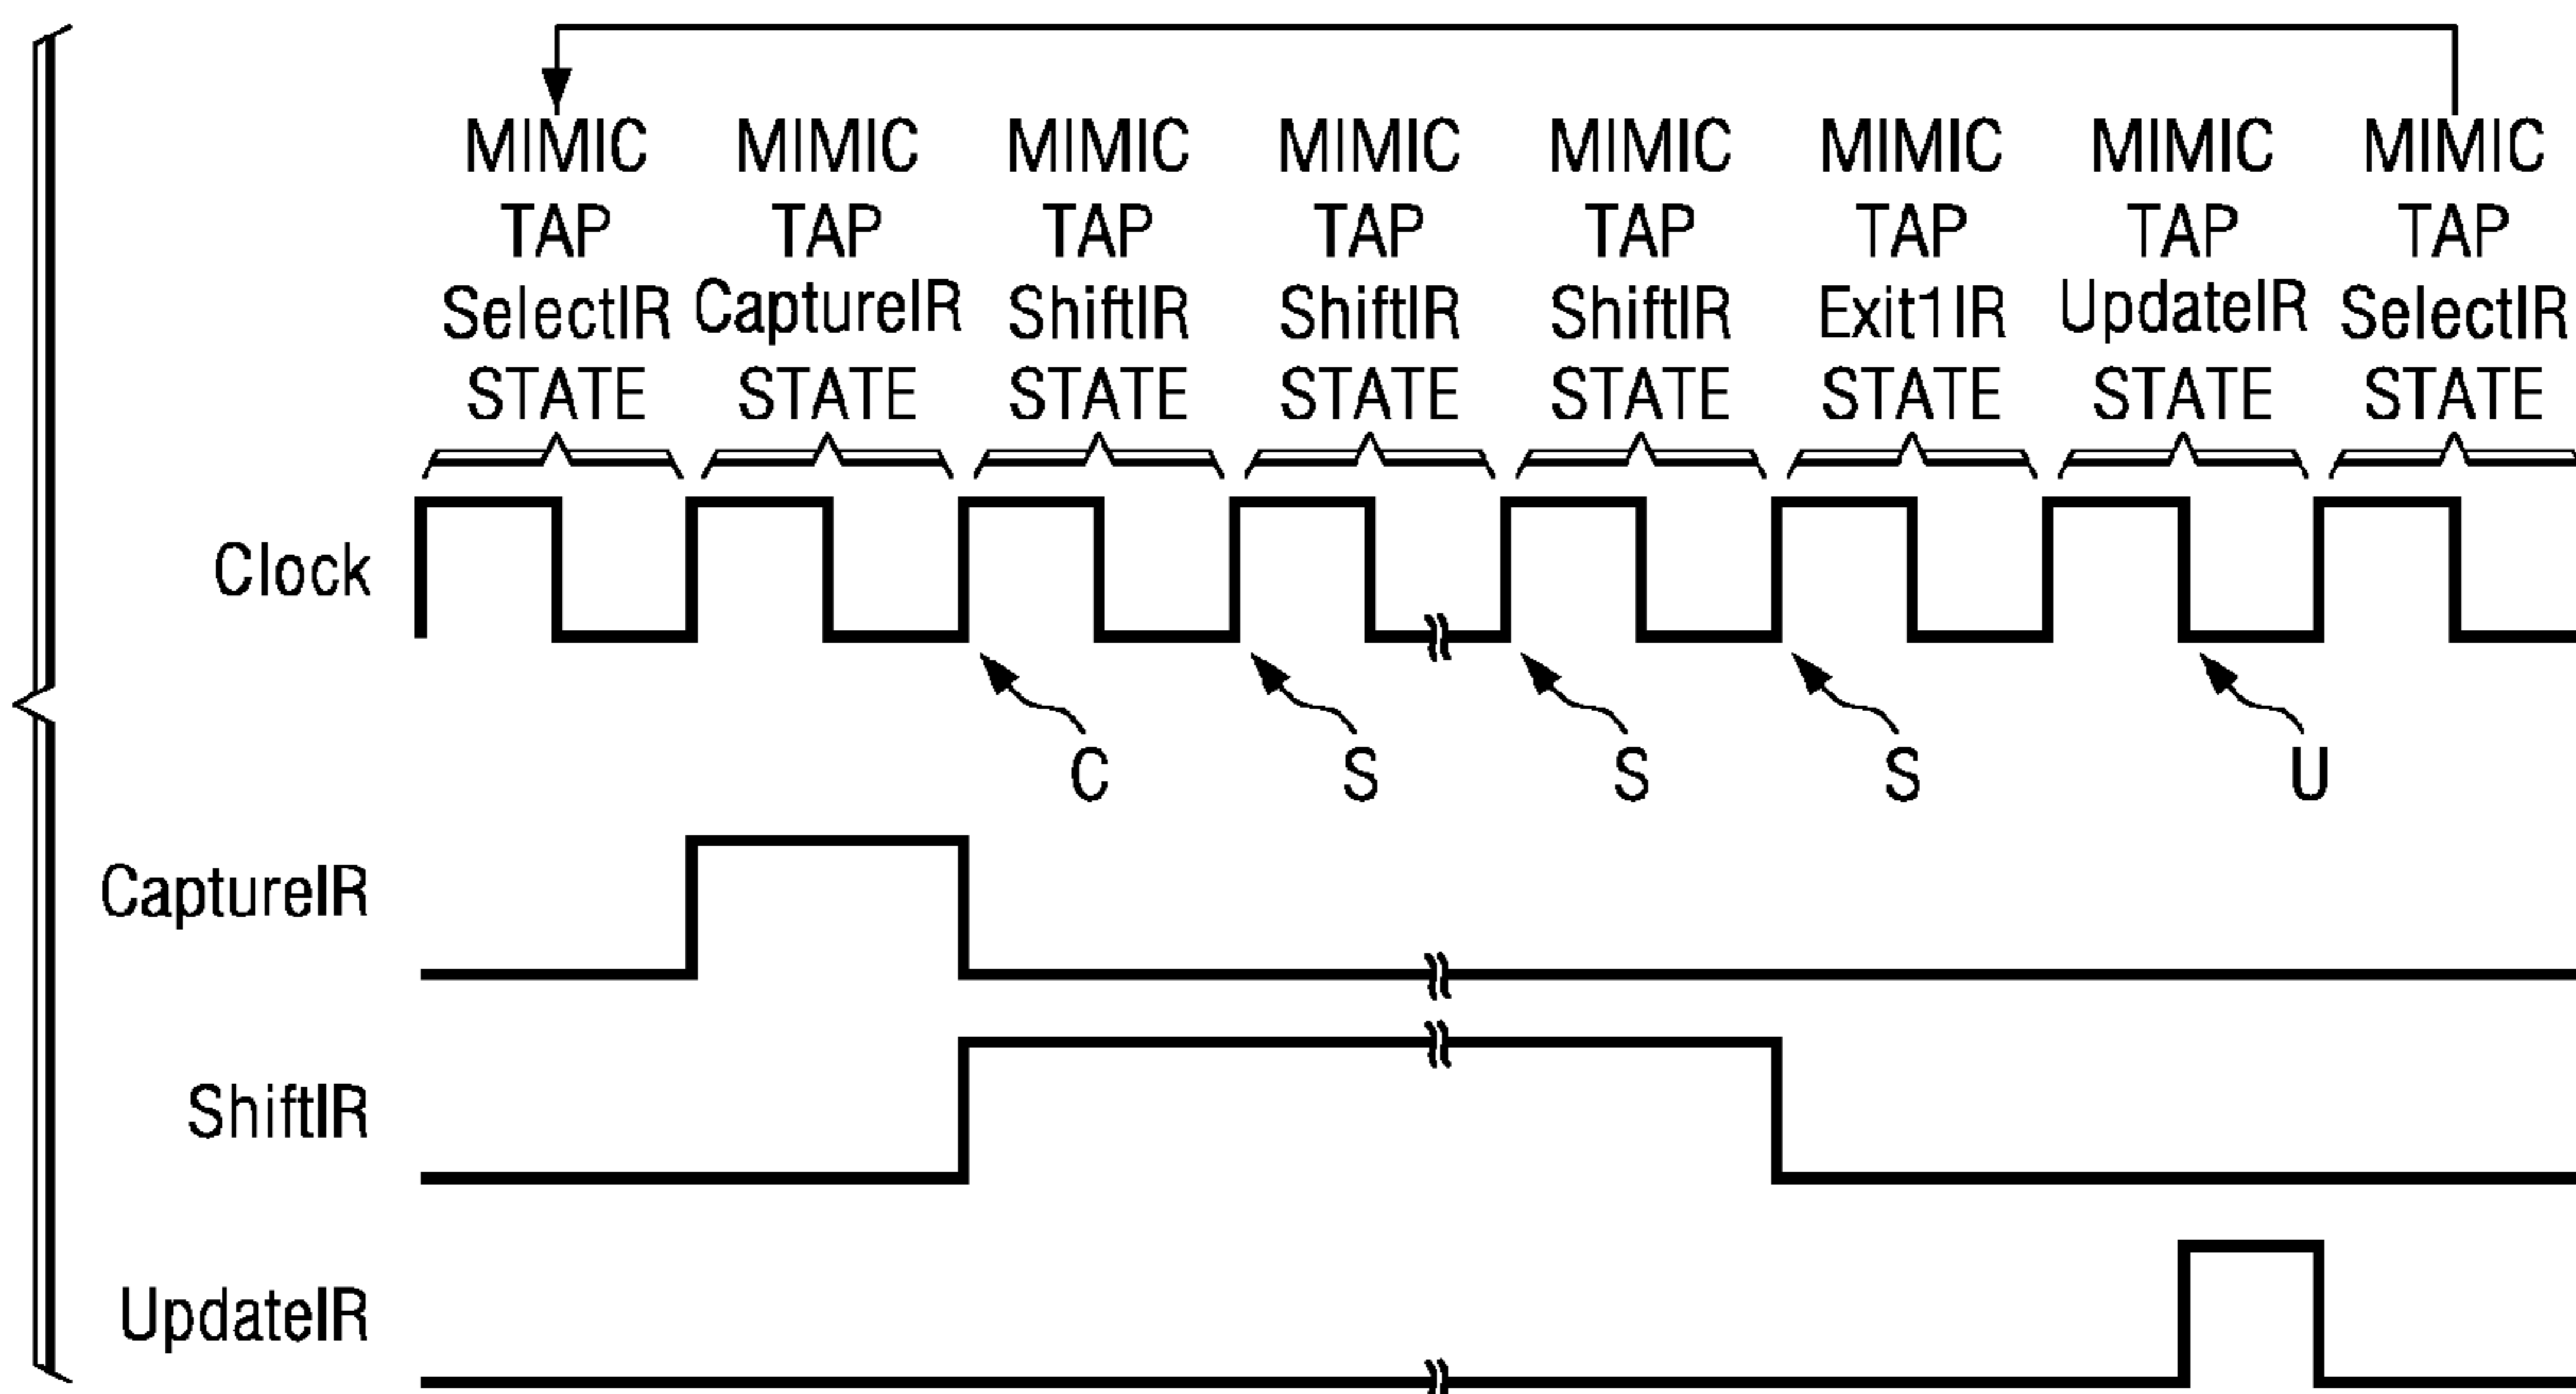 MIMIC MIMIC MIMIC MIMIC MIMIC MIMIC MIMIC MIMIC
TAP TAP TAP TAP TAP TAP TAP TAP
SelectIR CaptureIR ShiftIR ShiftIR ShiftIR Exit1IR UpdateIR SelectIR
STATE STATE STATE STATE STATE STATE STATE STATE
Clock
C S S S U
CaptureIR
ShiftIR
UpdateIR